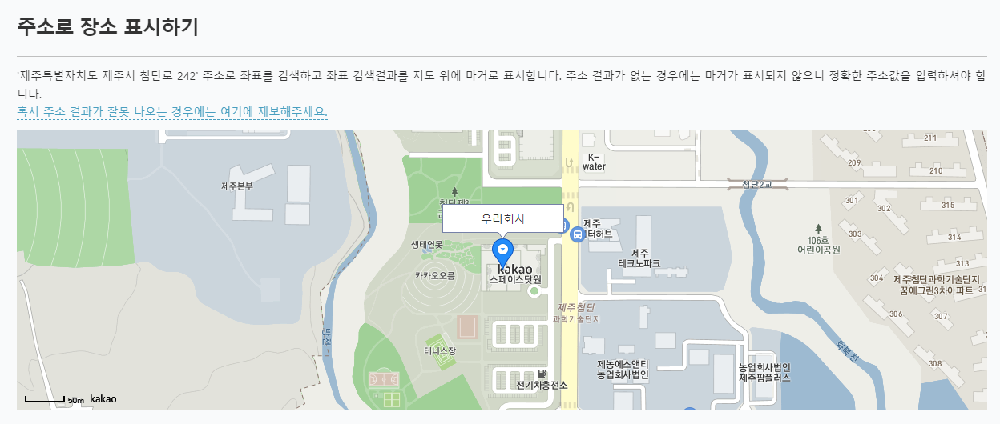 주소로 장소 표시하기
'제주특별자치도 제주시 첨단로 242' 주소로 좌표를 검색하고 좌표 검색결과를 지도 위에 마커로 표시합니다. 주소 결과가 없는 경우에는 마커가 표시되지 않으니 정확한 주소값을 입력하셔야 합
니다.
혹시 주소 결과가 잘못 나오는 경우에는 여기에 제보해주세요.
211
K-
water
209
210
제주본부
첨단2교
첨단제2
301
302
315
우리회사
제주
터허브
303
314
106호
어린이공원
생태연못
제주
테크노파크
313
kakao
스페이스닷원
카카오오름
304
제주첨단과학기술단지
꿈에그린3차아파트
제주첨단
과학기술단지
306
307
테니스장
화북천
제농에스앤티
농업회사법인
농업회사법인
제주팜플러스
308
전기차충전소
50m kakao